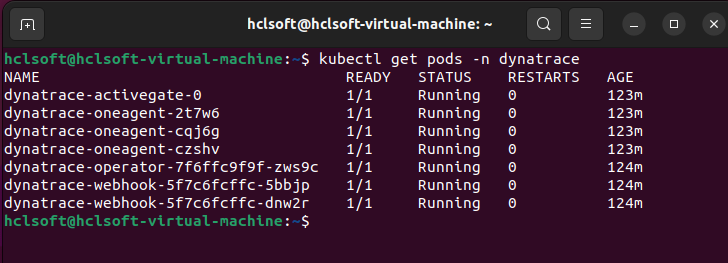 hclsoft@hclsoft-virtual-machine: ~
hclsoft@hclsoft-virtual-machine:~$ kubectl get pods -n dynatrace
NAME READY STATUS RESTARTS AGE
dynatrace-activegate-0 1/1 Running 0 123m
dynatrace-oneagent-2t7w6 1/1 Running 0 123m
dynatrace-oneagent-cqj6g 1/1 Running 0 123m
dynatrace-oneagent-czshv 1/1 Running 0 123m
dynatrace-operator-7f6ffc9f9f-zws9c 1/1 Running 0 124m
dynatrace-webhook-5f7c6fcffc-5bbjp 1/1 Running 0 124m
dynatrace-webhook-5f7c6fcffc-dnw2r 1/1 Running 0 124m
hclsoft@hclsoft-virtual-machine:~$